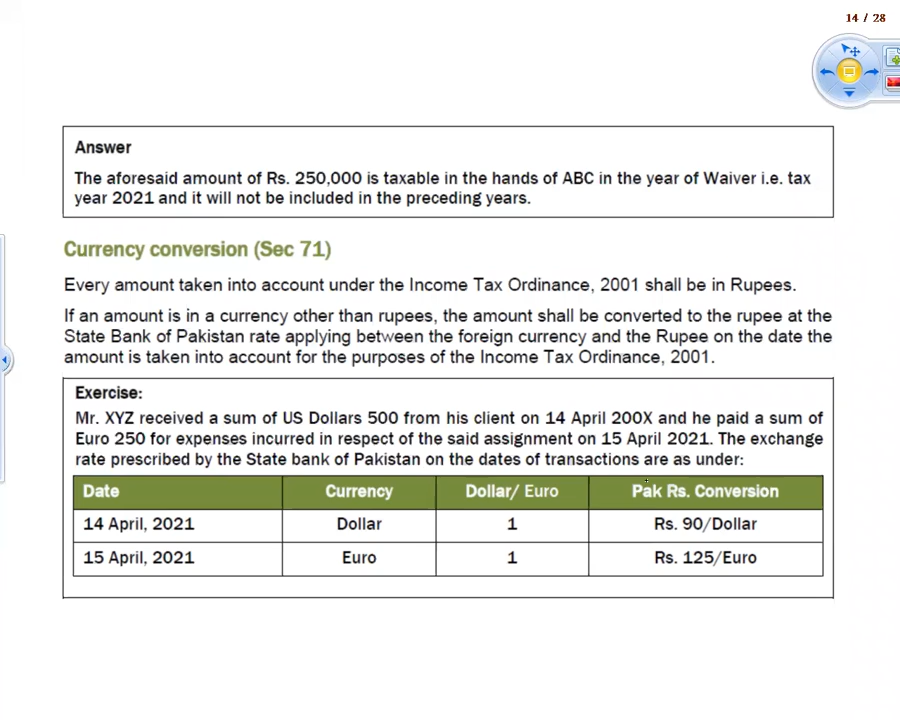 14 / 28
Answer
The aforesaid amount of Rs. 250,000 is taxable in the hands of ABC in the year of Waiver i.e. tax
year 2021 and it will not be included in the preceding years.
Currency conversion (Sec 71)
Every amount taken into account under the Income Tax Ordinance, 2001 shall be in Rupees.
If an amount is in a currency other than rupees, the amount shall be converted to the rupee at the
State Bank of Pakistan rate applying between the foreign currency and the Rupee on the date the
amount is taken into account for the purposes of the Income Tax Ordinance, 2001.
Exercise:
Mr. XYZ received a sum of US Dollars 500 from his client on 14 April 200X and he paid a sum of
Euro 250 for expenses incurred in respect of the said assignment on 15 April 2021. The exchange
rate prescribed by the State bank of Pakistan on the dates of transactions are as under:
Date Currency Dollar/ Euro Pak Rs. Conversion
14 April, 2021 Dollar 1 Rs. 90/Dollar
15 April, 2021 Euro 1 Rs. 125/Euro